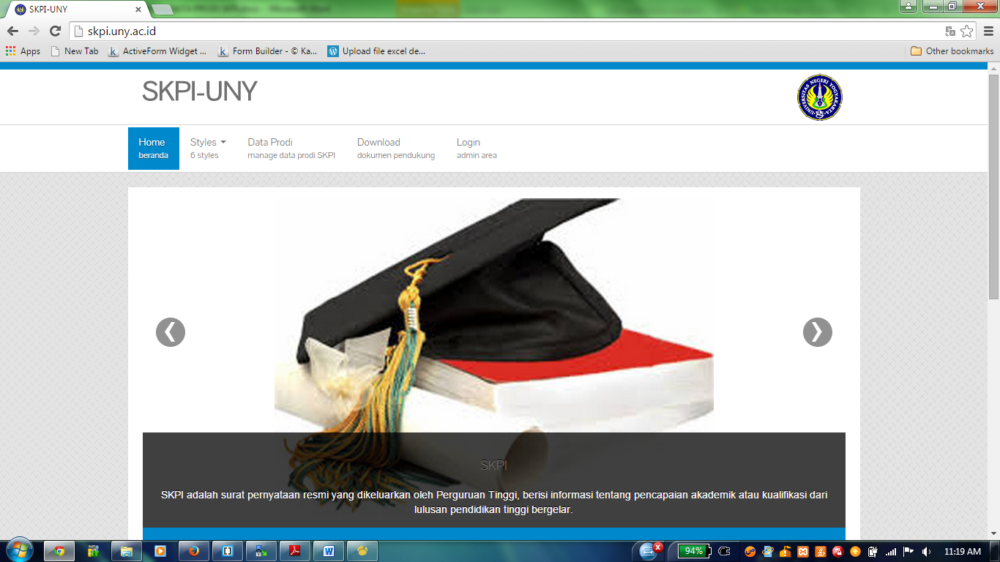 SKPI-UNY
skpi.uny.ac.id
Apps New Tab ActiveForm Widget ... Form Builder - © Ka... Upload file excel de... Other bookmarks
SKPI-UNY
UNIVERSITAS NEGERI YOGYAKARTA
Home Styles Data Prodi Download Login
beranda 6 styles manage data prodi SKPI dokumen pendukung admin area
SKPI
SKPI adalah surat pernyataan resmi yang dikeluarkan oleh Perguruan Tinggi, berisi informasi tentang pencapaian akademik atau kualifikasi dari
lulusan pendidikan tinggi bergelar.
94% 11:19 AM